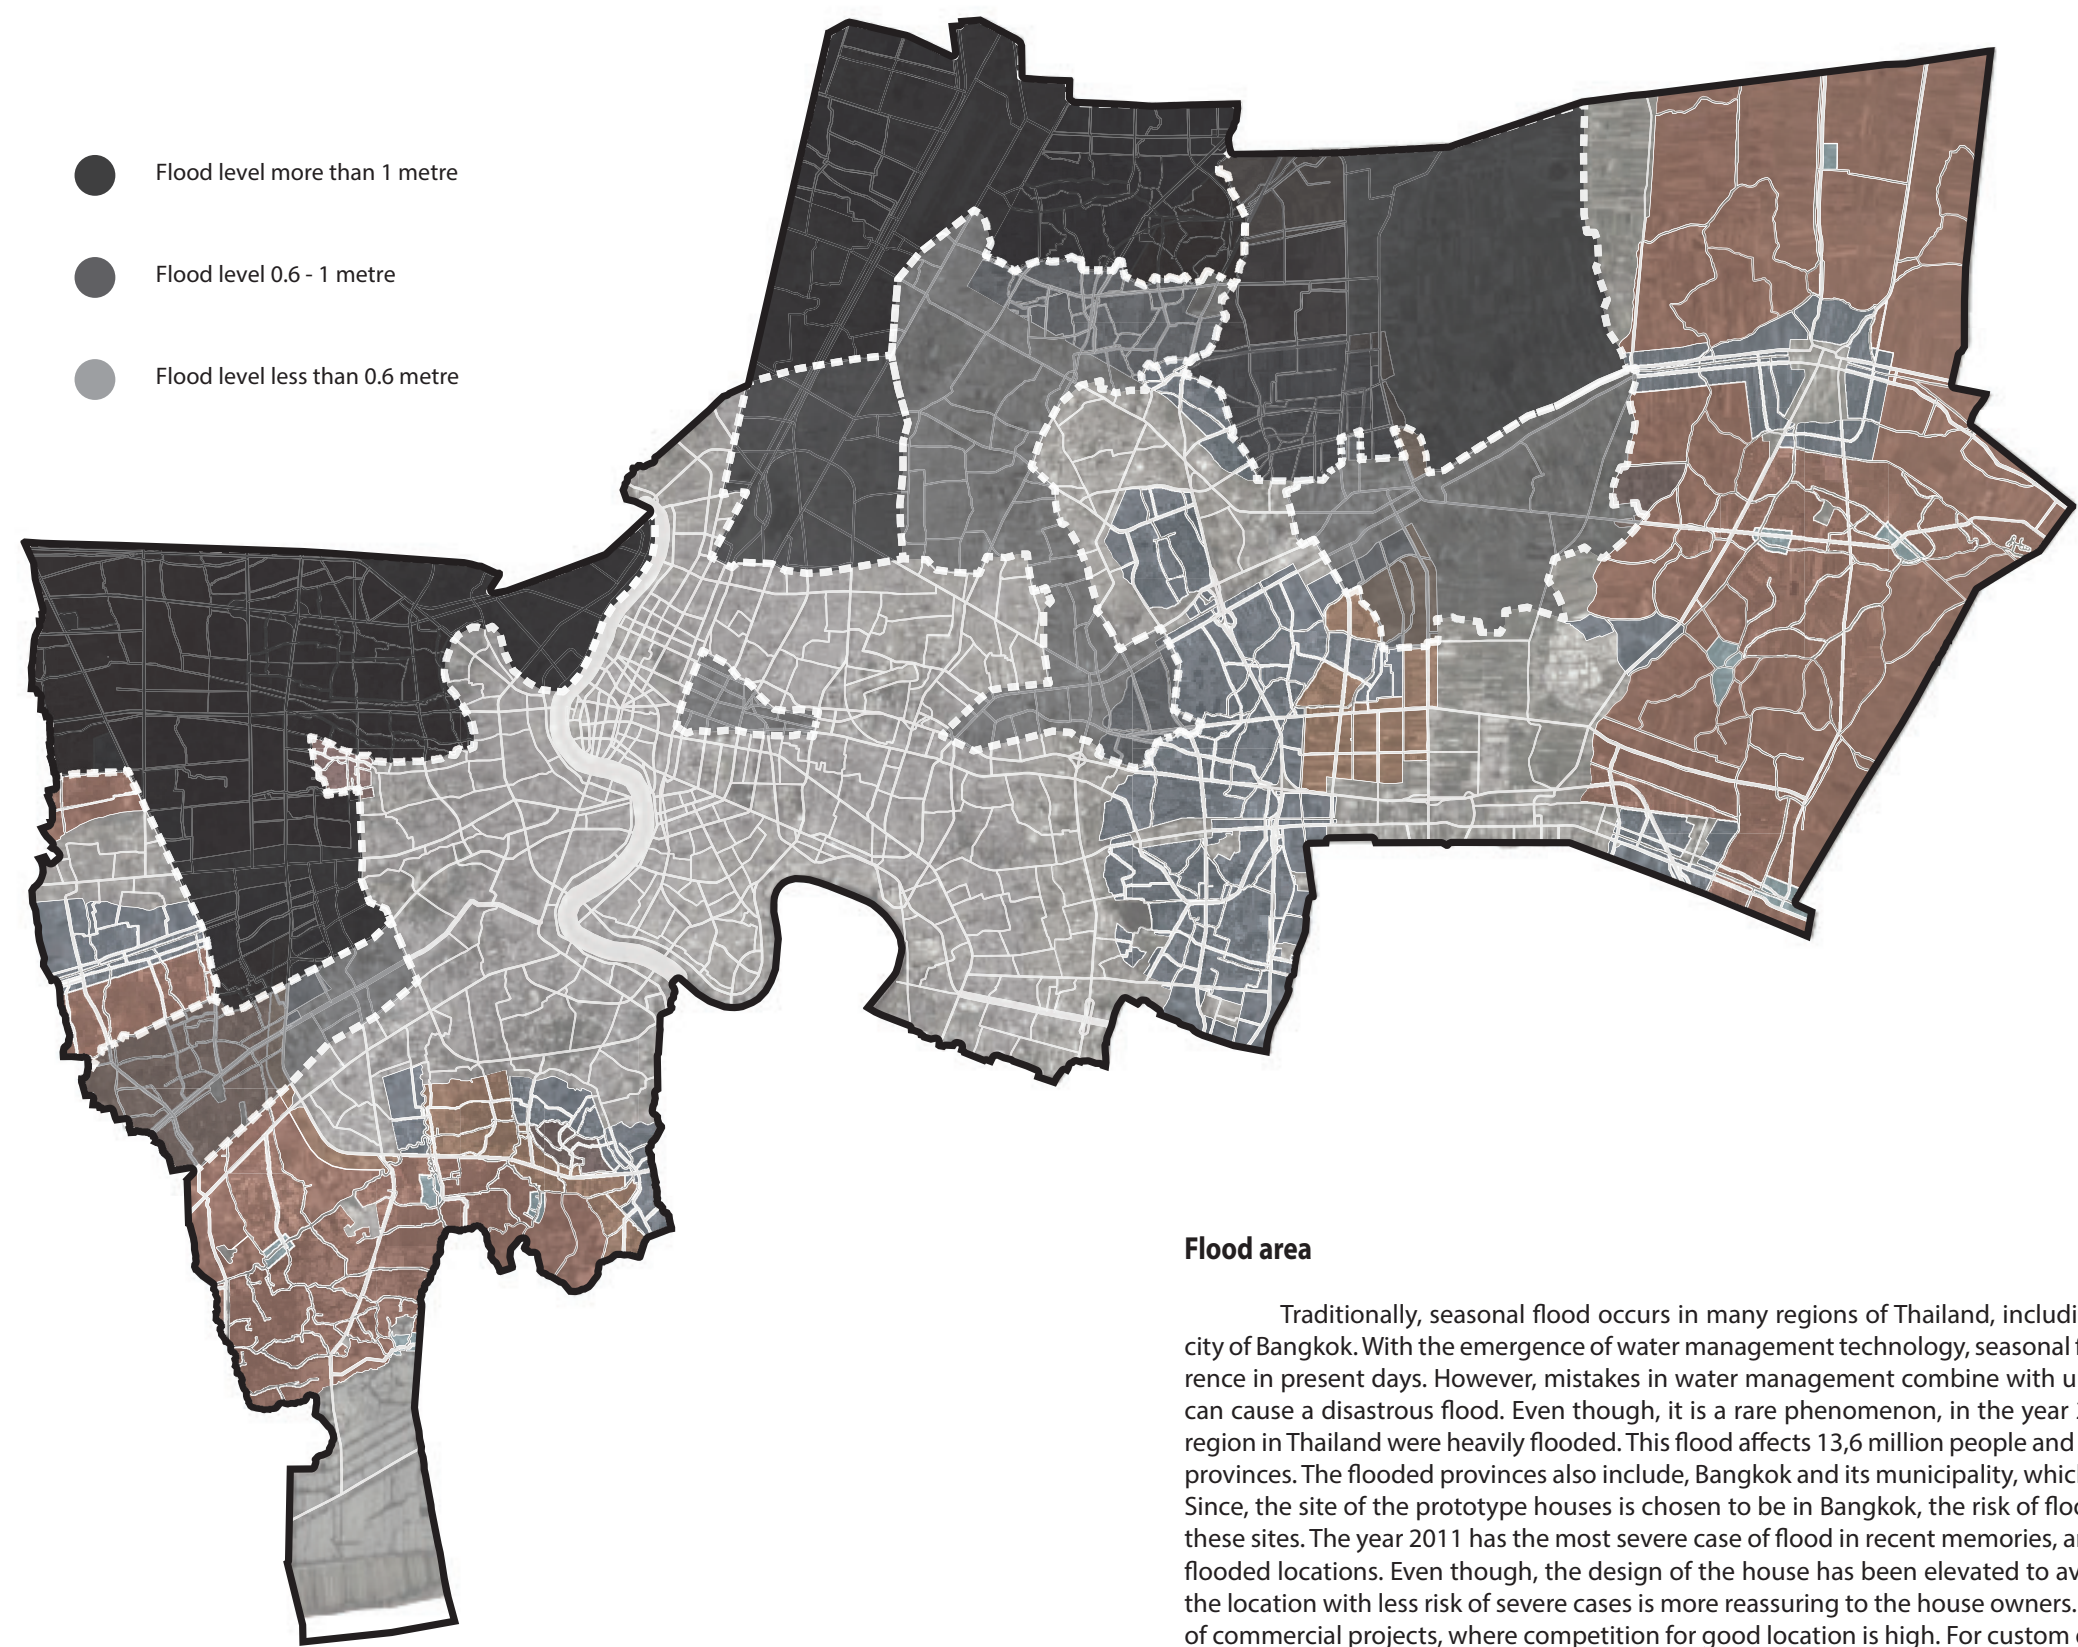 Flood level more than 1 metre
Flood level 0.6 - 1 metre
Flood level less than 0.6 metre
Flood area
Traditionally, seasonal flood occurs in many regions of Thailand, includi
city of Bangkok. With the emergence of water management technology, seasonal f
rence in present days. However, mistakes in water management combine with u
can cause a disastrous flood. Even though, it is a rare phenomenon, in the year
region in Thailand were heavily flooded. This flood affects 13,6 million people and
provinces. The flooded provinces also include, Bangkok and its municipality, which
Since, the site of the prototype houses is chosen to be in Bangkok, the risk of floo
these sites. The year 2011 has the most severe case of flood in recent memories, a
flooded locations. Even though, the design of the house has been elevated to av
the location with less risk of severe cases is more reassuring to the house owners.
of commercial projects, where competition for good location is high. For custom